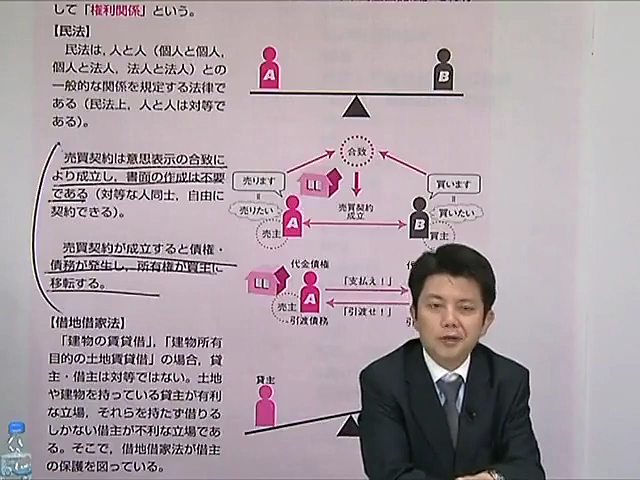 して「権利関係」という。
【民法】
民法は，人と人（個人と個人，
個人と法人，法人と法人）との
一般的な関係を規定する法律で
ある（民法上，人と人は対等で
ある）。
A
B
売買契約は意思表示の合致に
より成立し，書面の作成は不要
である（対等な人同士，自由に
契約できる）。
合致
売ります
買います
売りたい
買いたい
売買契約
成立
A
B
売主
買主
売買契約が成立すると債権・
債務が発生し，所有権が買主に
移転する。
代金債権
「支払え！」
A
売主
「引渡せ！」
引渡債務
【借地借家法】
「建物の賃貸借」，「建物所有
目的の土地賃貸借」の場合，貸
主・借主は対等ではない。土地
や建物を持っている貸主が有利
な立場，それらを持たず借りる
しかない借主が不利な立場であ
る。そこで，借地借家法が借主
の保護を図っている。
貸主